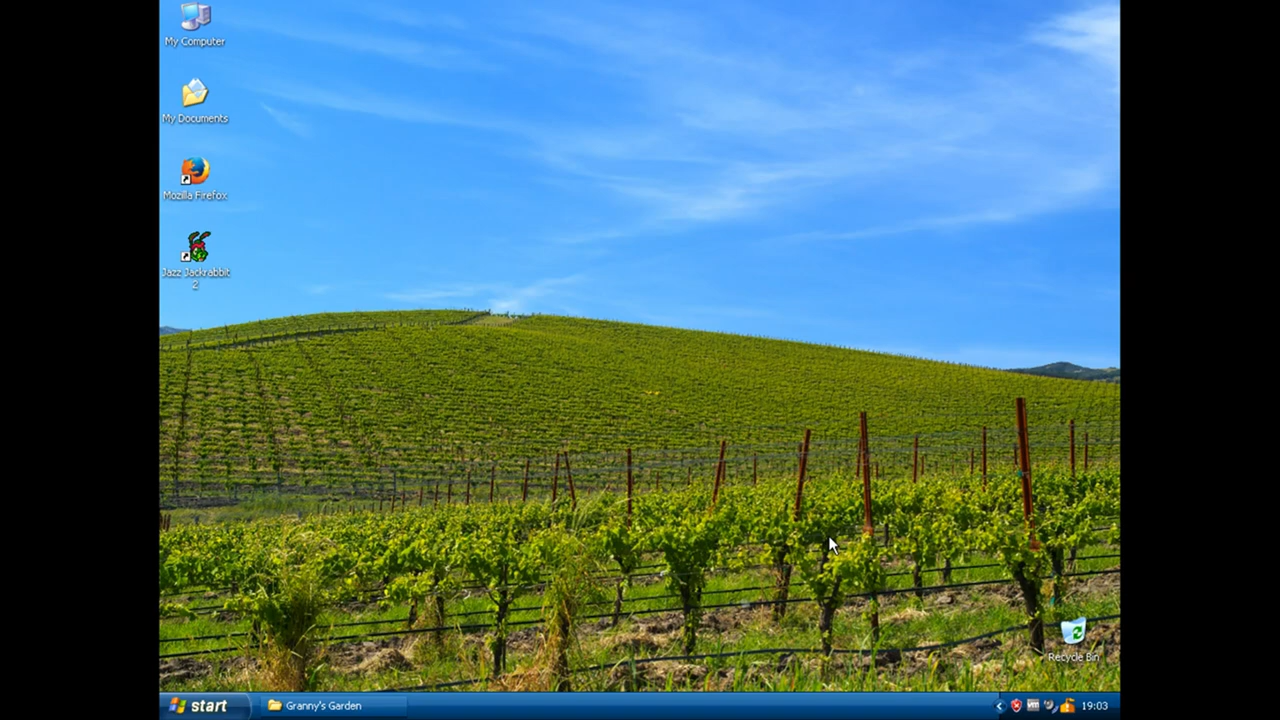 My Computer
My Documents
Mozilla Firefox
Jazz Jackrabbit
2
Recycle Bin
start
Granny's Garden
19:03